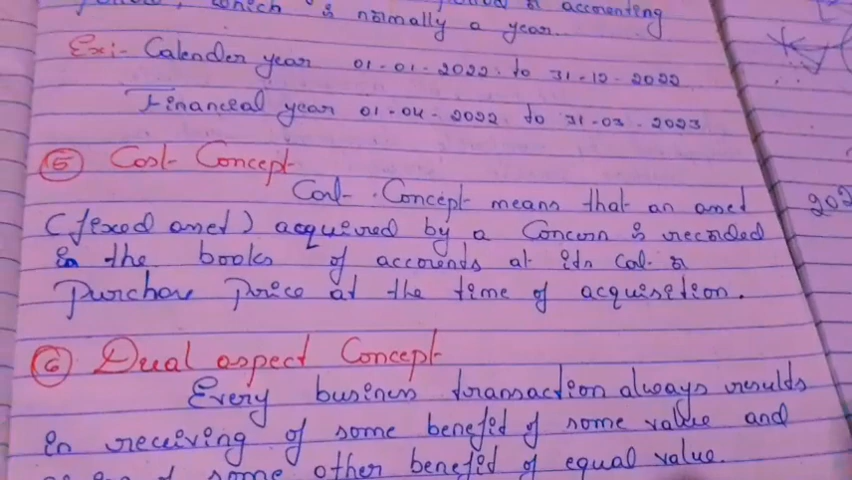 which is normally a year.
accounting
Ex:- Calender year 01-01-2022 to 31-12-2022
Financial year 01-04-2022 to 31-03-2023
(5) Cost Concept
Cost Concept means that an asset
(fixed asset) acquired by a Concern is recorded
in the books of accounts at its Cost or
Purchase Price at the time of acquisition.
202
(6) Dual aspect Concept
Every business transaction always results
in receiving of some benefit of some value and
some other benefit of equal value.